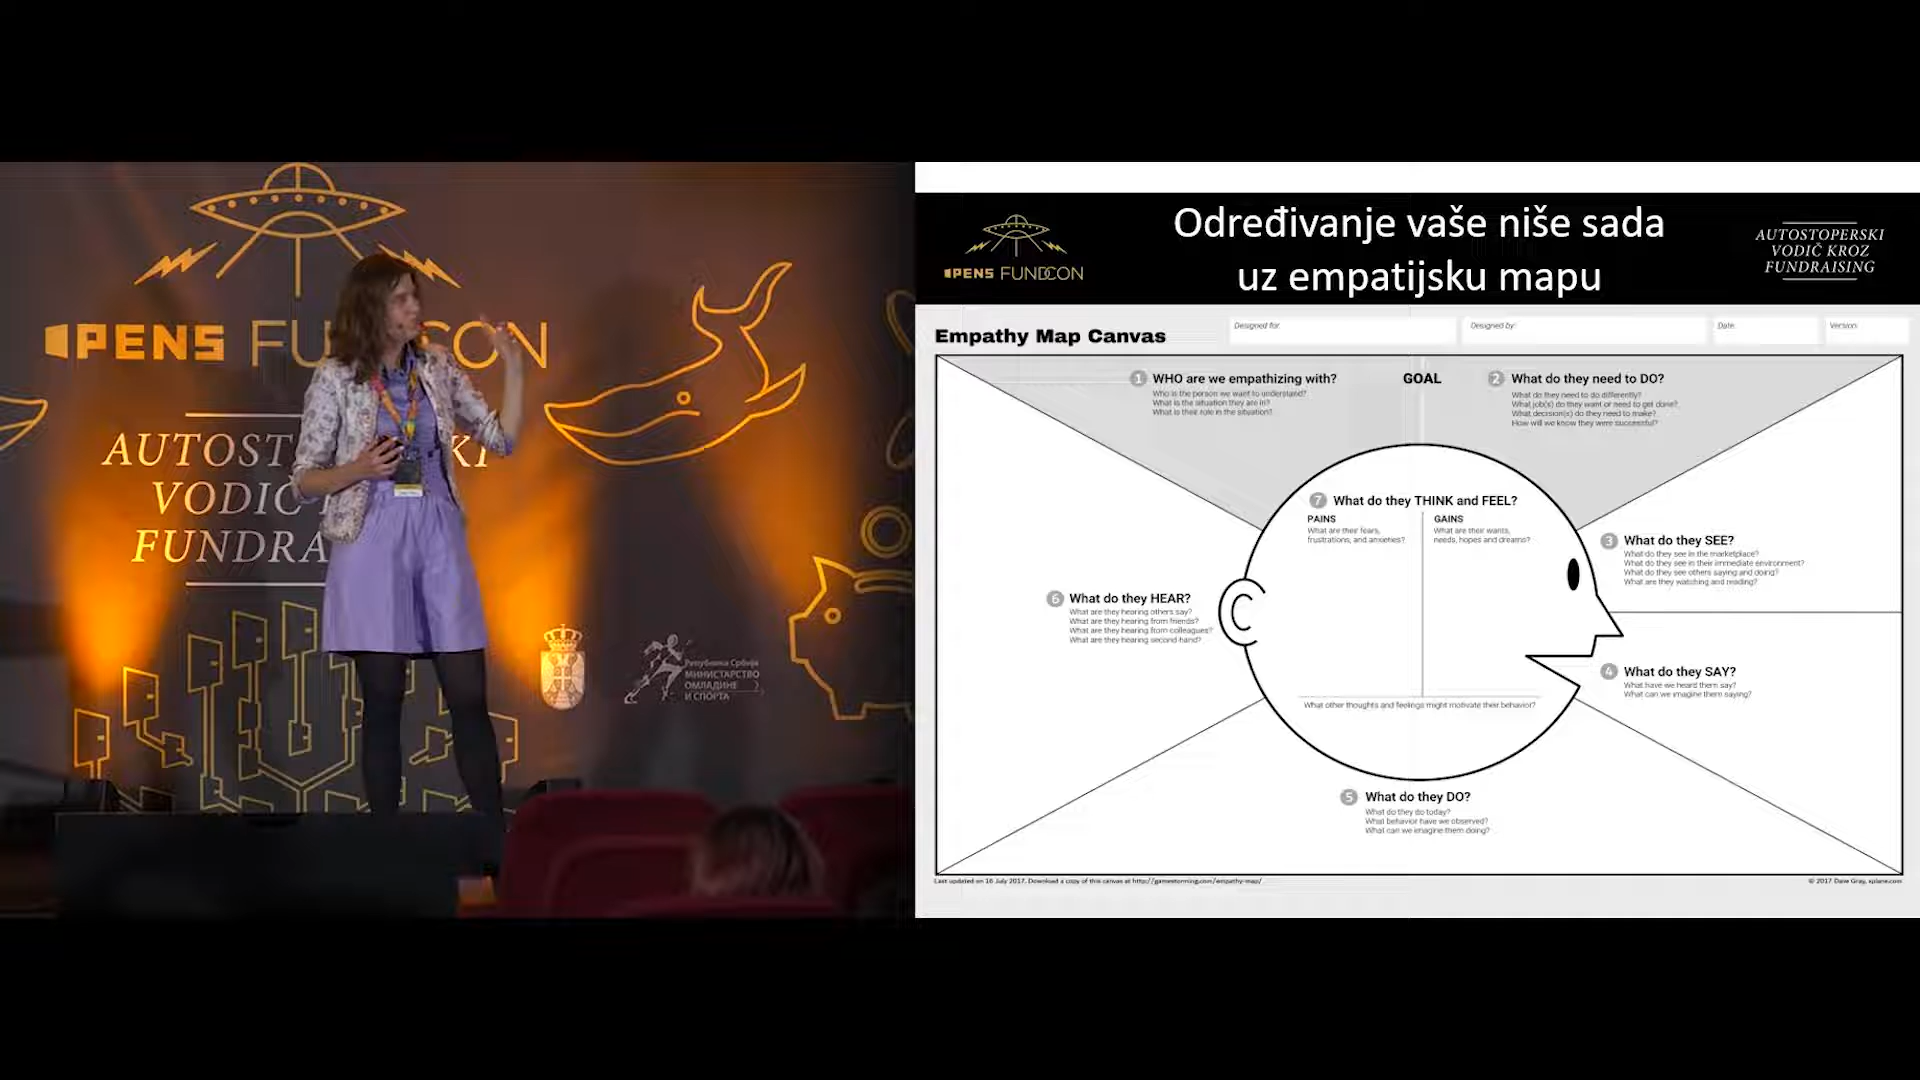 OPENS FUNDCON
AUTOSTOPERSKI
VODIČ
FUNDRA
Република Србија
МИНИСТАРСТВО
ОМЛАДИНЕ
И СПОРТА
OPENS FUNDCON
Određivanje vaše niše sada
uz empatijsku mapu
AUTOSTOPERSKI
VODIČ KROZ
FUNDRAISING
Empathy Map Canvas
Designed for:
Designed by:
Date:
Version:
1 WHO are we empathizing with?
Who is the person we want to understand?
What is the situation they are in?
What is their role in the situation?
GOAL
2 What do they need to DO?
What do they need to do differently?
What job(s) do they want or need to get done?
What decision(s) do they need to make?
How will we know they were successful?
7 What do they THINK and FEEL?
PAINS
What are their fears,
frustrations, and anxieties?
GAINS
What are their wants,
needs, hopes and dreams?
What other thoughts and feelings might motivate their behavior?
3 What do they SEE?
What do they see in the marketplace?
What do they see in their immediate environment?
What do they see others saying and doing?
What are they watching and reading?
4 What do they SAY?
What have we heard them say?
What can we imagine them saying?
5 What do they DO?
What do they do today?
What behavior have we observed?
What can we imagine them doing?
6 What do they HEAR?
What are they hearing others say?
What are they hearing from friends?
What are they hearing from colleagues?
What are they hearing second-hand?
Last updated on 16 July 2017. Download a copy of this canvas at http://gamestorming.com/empathy-map/
© 2017 Dave Gray, xplane.com